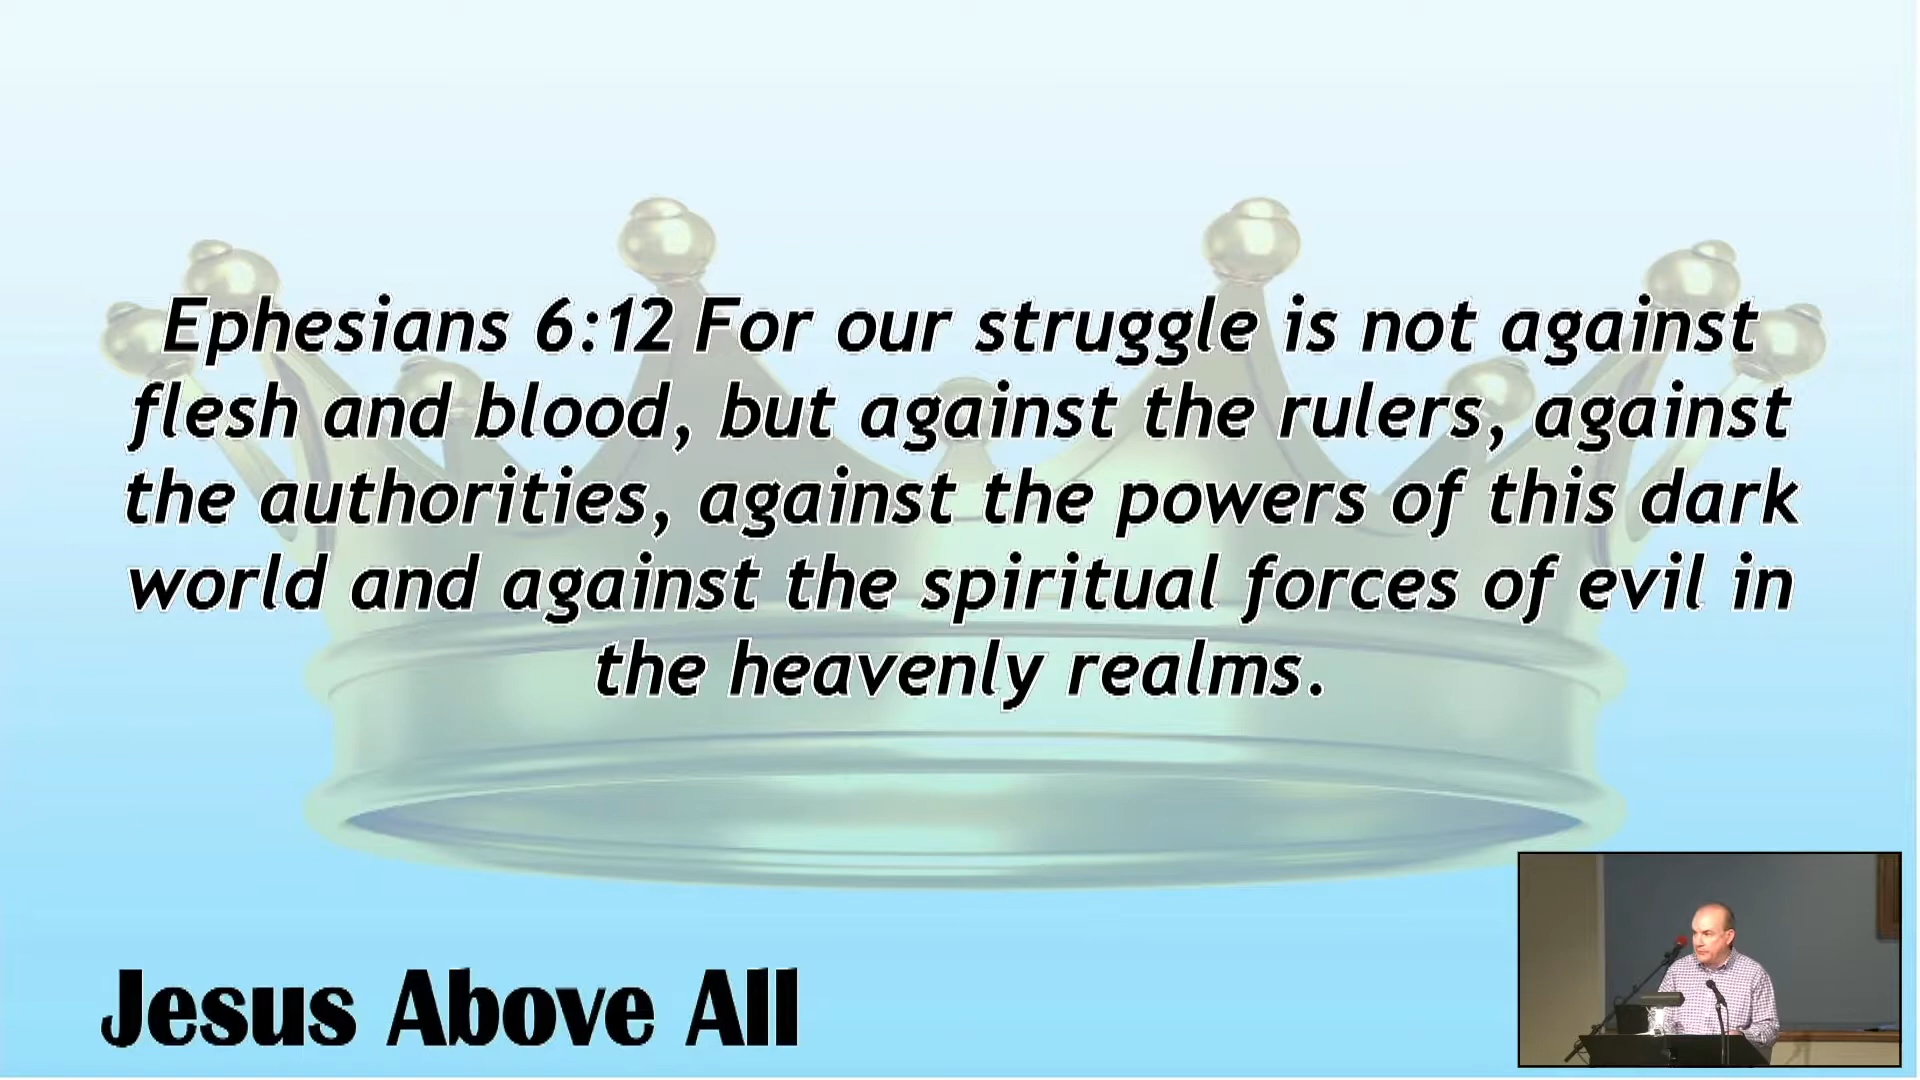 Ephesians 6:12 For our struggle is not against
flesh and blood, but against the rulers, against
the authorities, against the powers of this dark
world and against the spiritual forces of evil in
the heavenly realms.
Jesus Above All